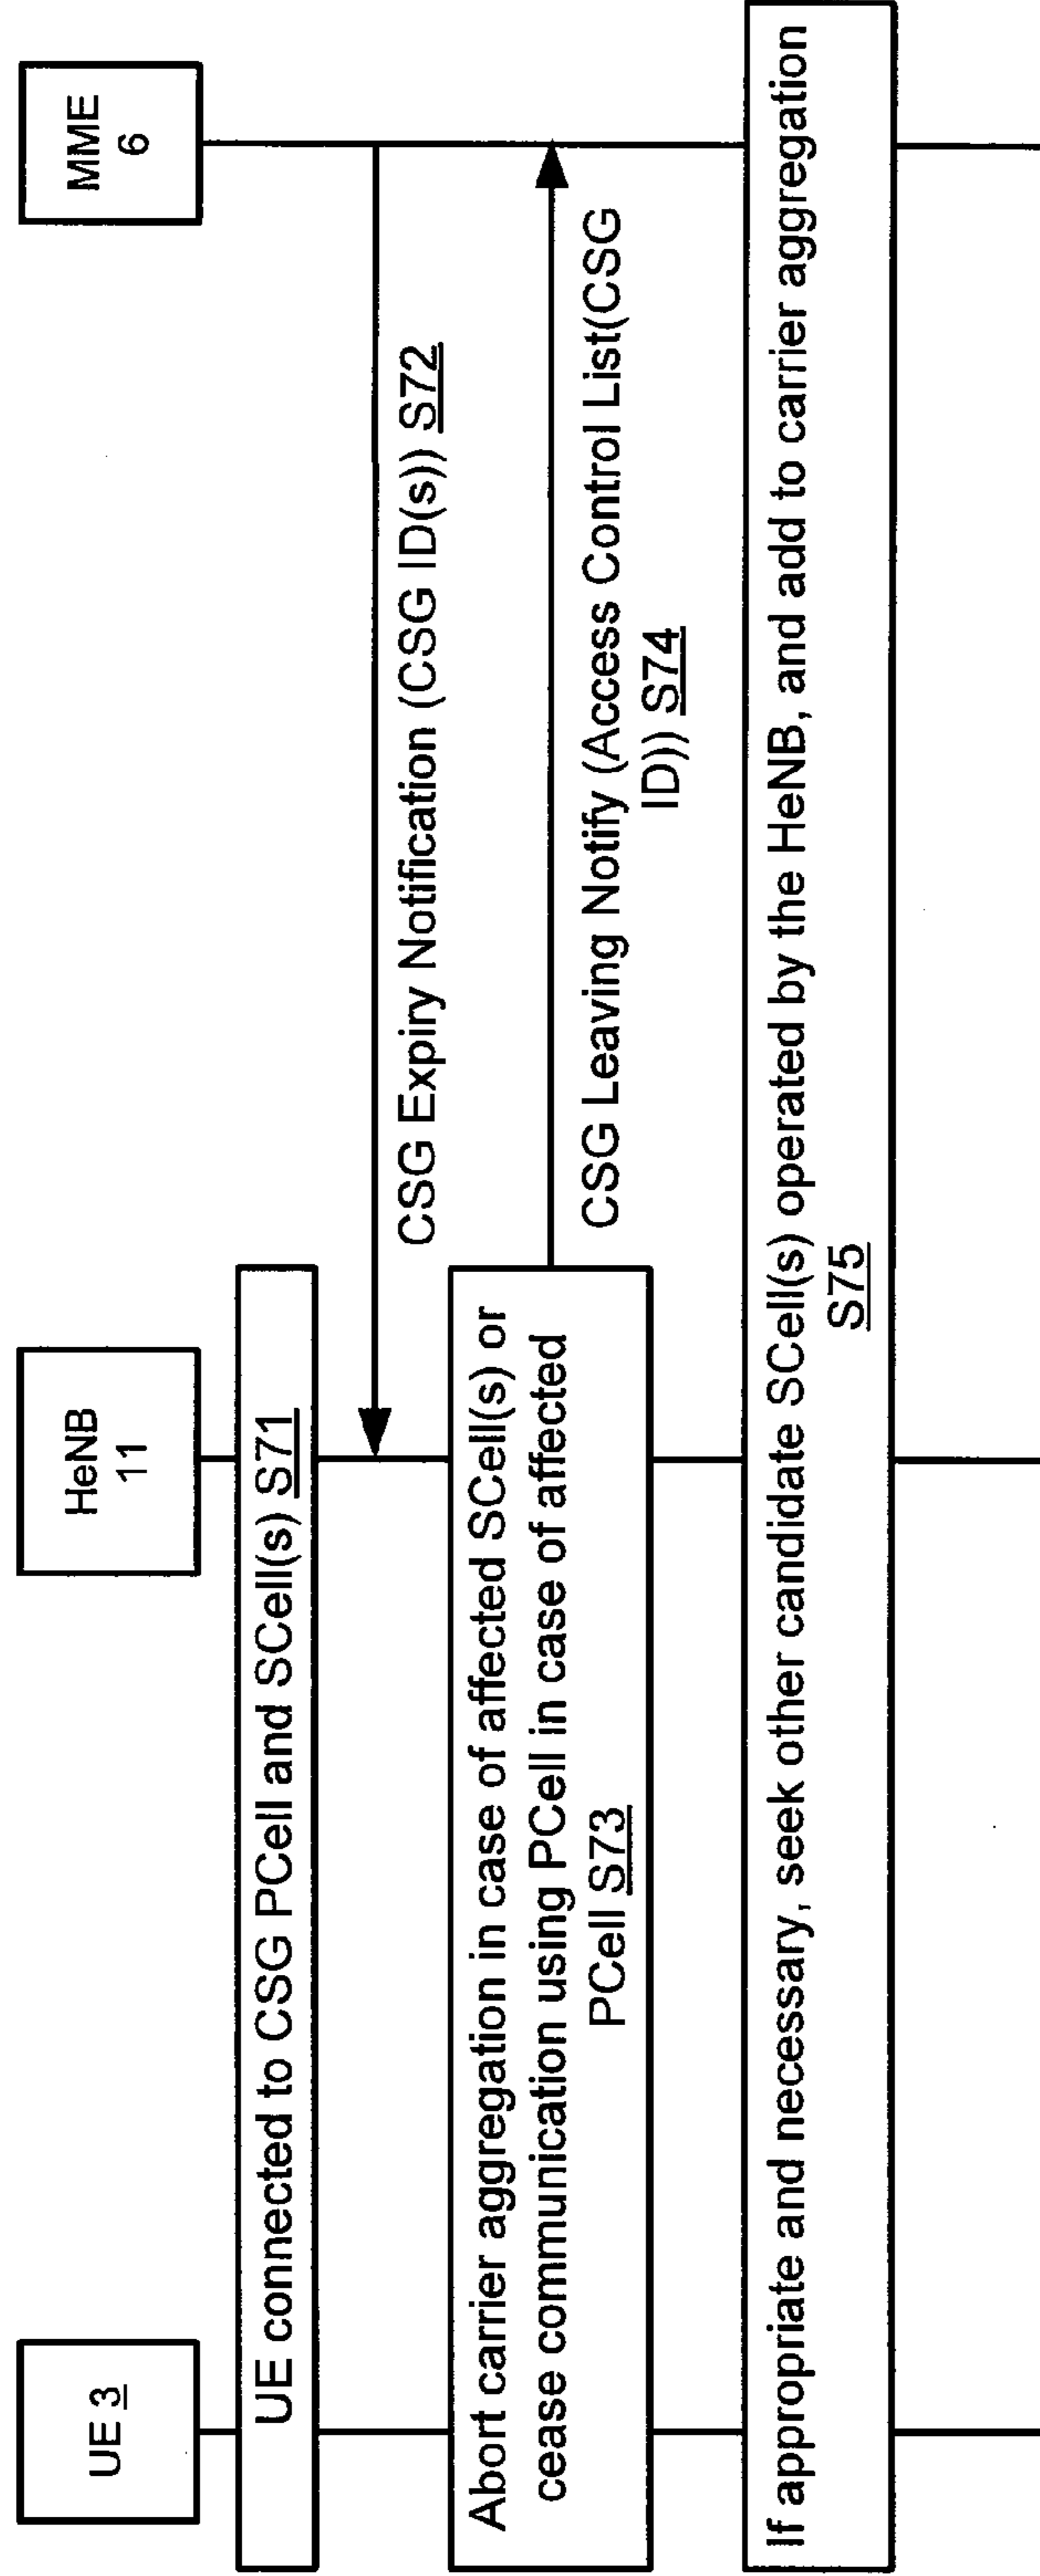 UE 3
HeNB
11
MME
6
UE connected to CSG PCell and SCell(s) S71
CSG Expiry Notification (CSG ID(s)) S72
Abort carrier aggregation in case of affected SCell(s) or
cease communication using PCell in case of affected
PCell S73
CSG Leaving Notify (Access Control List(CSG
ID)) S74
If appropriate and necessary, seek other candidate SCell(s) operated by the HeNB, and add to carrier aggregation
S75